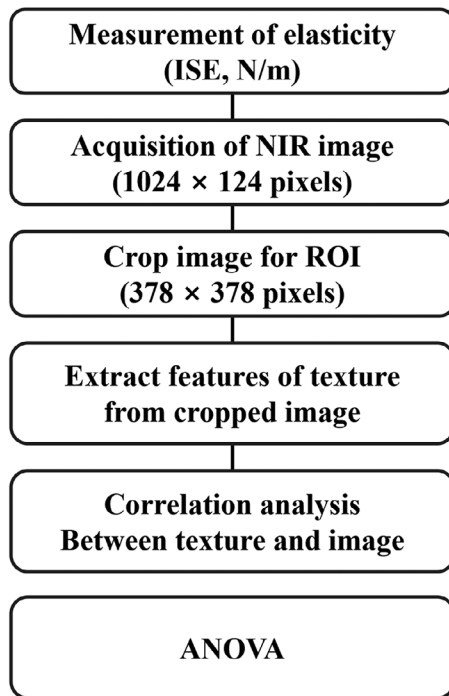 Measurement of elasticity
(ISE, N/m)
Acquisition of NIR image
(1024 × 124 pixels)
Crop image for ROI
(378 × 378 pixels)
Extract features of texture
from cropped image
Correlation analysis
Between texture and image
ANOVA